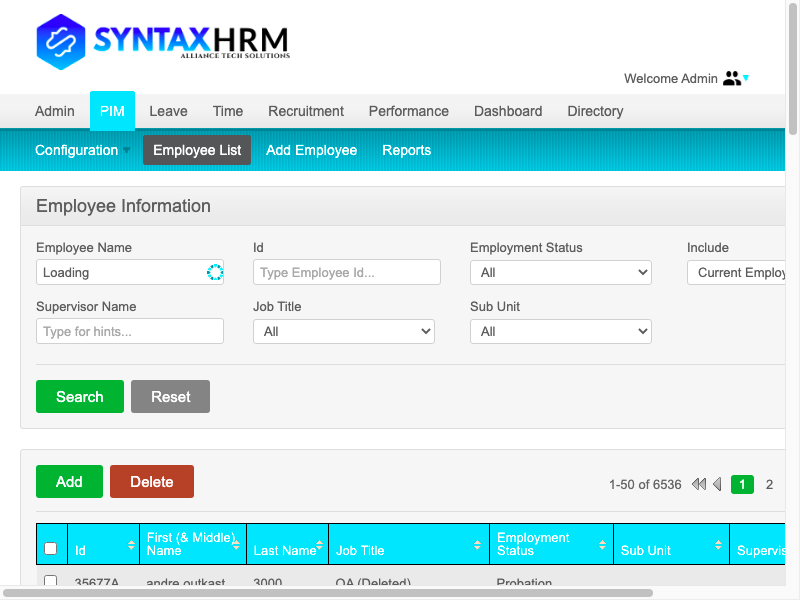 SYNTAXHRM
ALLIANCE TECH SOLUTIONS
Welcome Admin
Admin PIM Leave Time Recruitment Performance Dashboard Directory
Configuration Employee List Add Employee Reports
Employee Information
Employee Name Id Employment Status Include
Loading Type Employee Id... All Current Employ
Supervisor Name Job Title Sub Unit
Type for hints... All All
Search Reset
Add Delete 1-50 of 6536 1 2
Id First (& Middle) Name Last Name Job Title Employment Status Sub Unit Supervis
35677A andre outkast 3000 QA (Deleted) Probation